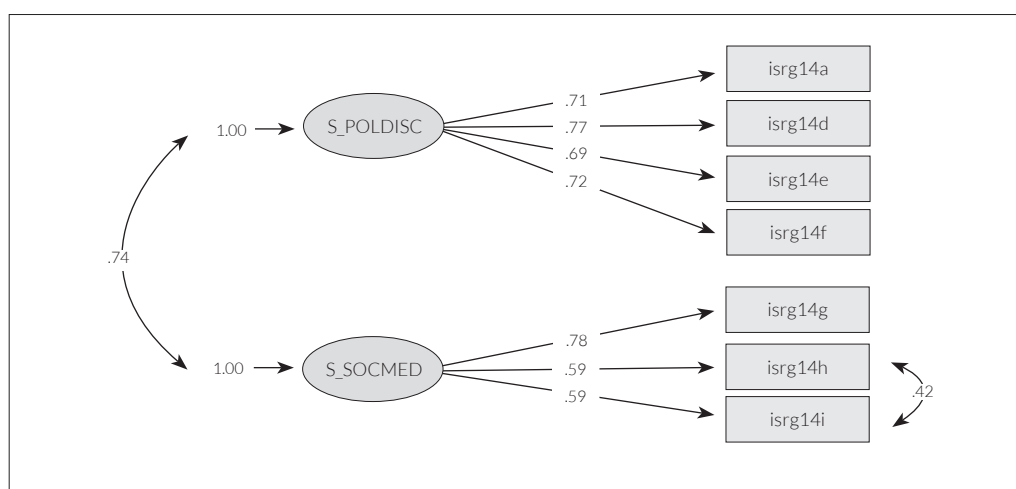 isrg14a
.71
isrg14d
1.00
S_POLDISC
.77
.69
isrg14e
.72
isrg14f
.74
isrg14g
.78
1.00
S_SOCMED
.59
isrg14h
.42
.59
isrg14i